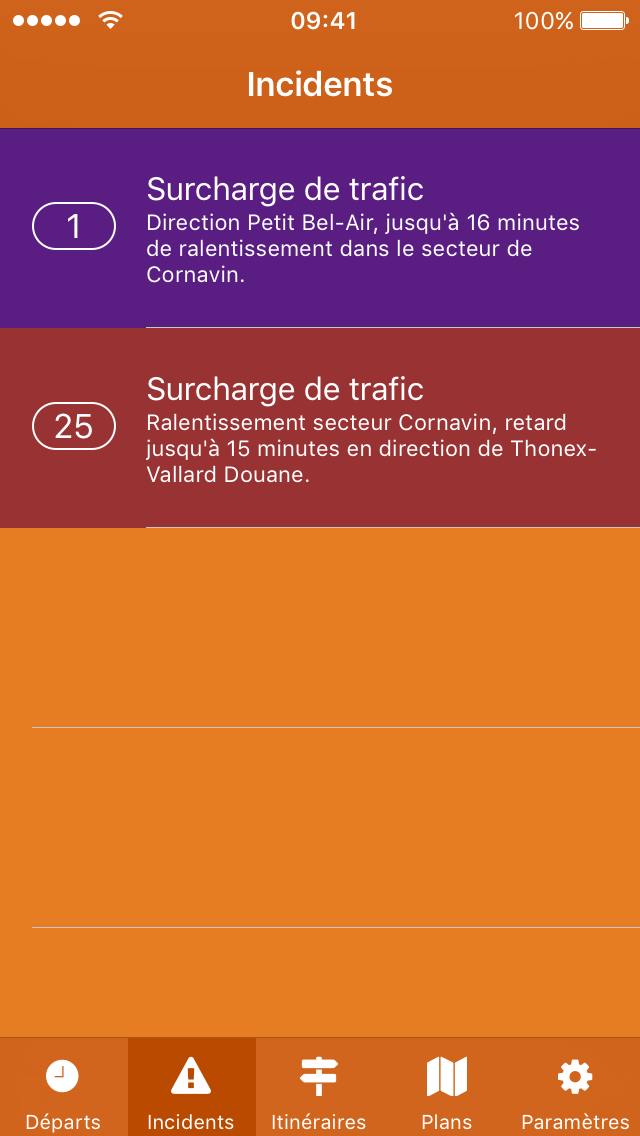 09:41
100%
Incidents
1
Surcharge de trafic
Direction Petit Bel-Air, jusqu'à 16 minutes
de ralentissement dans le secteur de
Cornavin.
25
Surcharge de trafic
Ralentissement secteur Cornavin, retard
jusqu'à 15 minutes en direction de Thonex-
Vallard Douane.
Départs
Incidents
Itinéraires
Plans
Paramètres